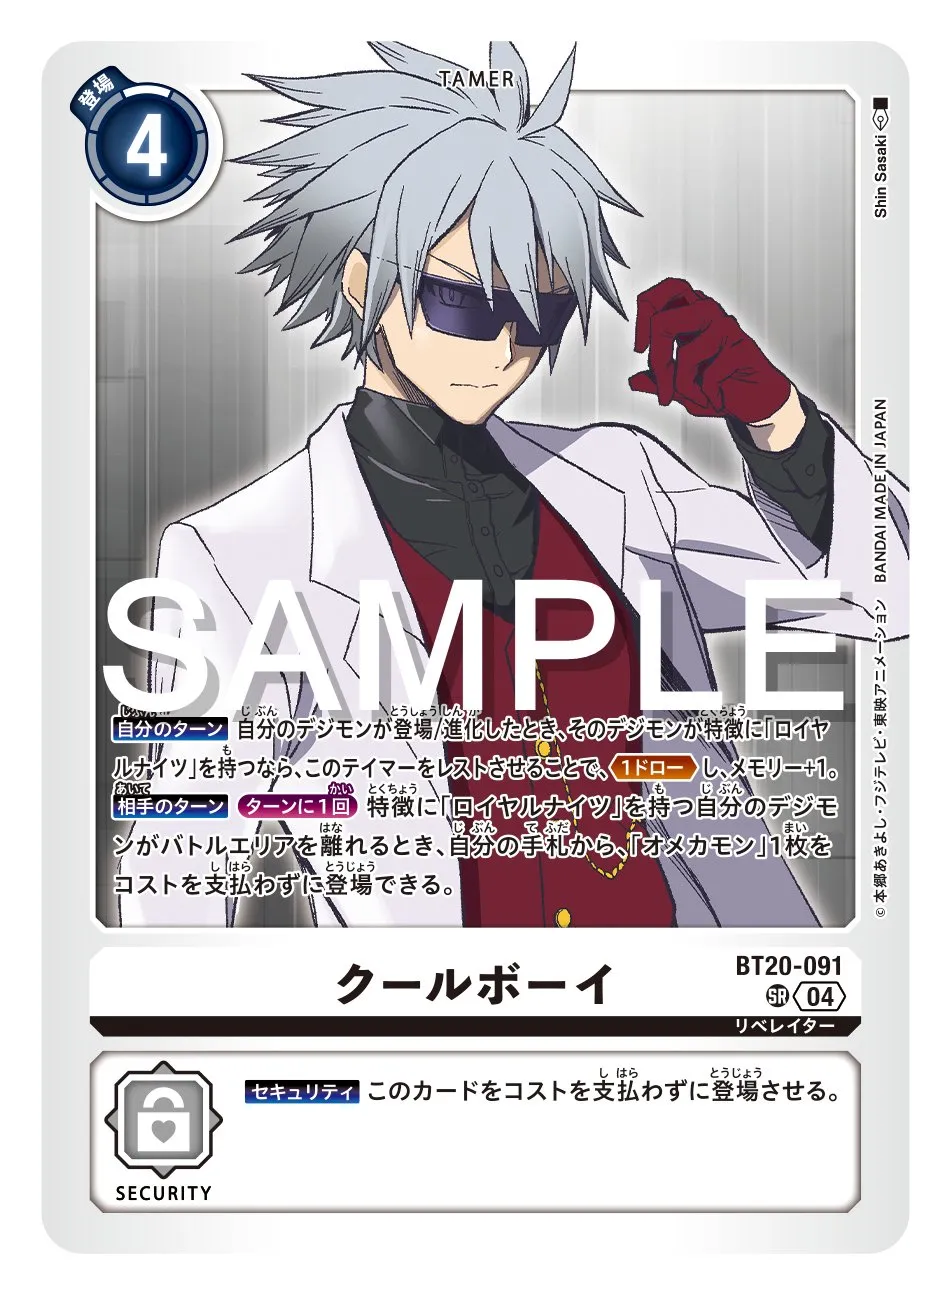 TAMER
登場
4
Shin Sasaki
©本郷あきよし・フジテレビ・東映アニメーション BANDAI MADE IN JAPAN
SAMPLE
自分のターン 自分のデジモンが登場/進化したとき、そのデジモンが特徴に「ロイヤ
ルナイツ」を持つなら、このテイマーをレストさせることで、1ドローし、メモリー+1。
相手のターン ターンに1回 特徴に「ロイヤルナイツ」を持つ自分のデジモ
ンがバトルエリアを離れるとき、自分の手札から、「オメカモン」1枚を
コストを支払わずに登場できる。
クールボーイ
BT20-091
SR 04
リベレイター
セキュリティ このカードをコストを支払わずに登場させる。
SECURITY